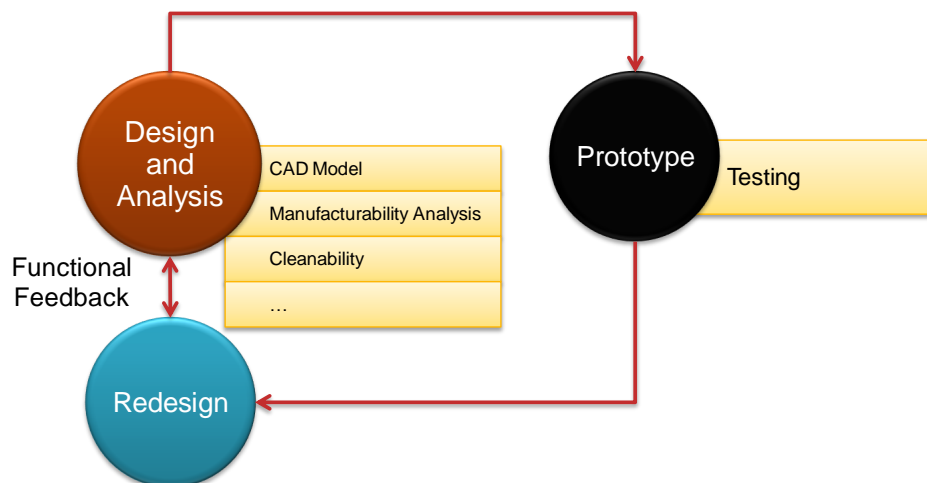 Design
and
Analysis
CAD Model
Manufacturability Analysis
Cleanability
…
Prototype
Testing
Functional
Feedback
Redesign